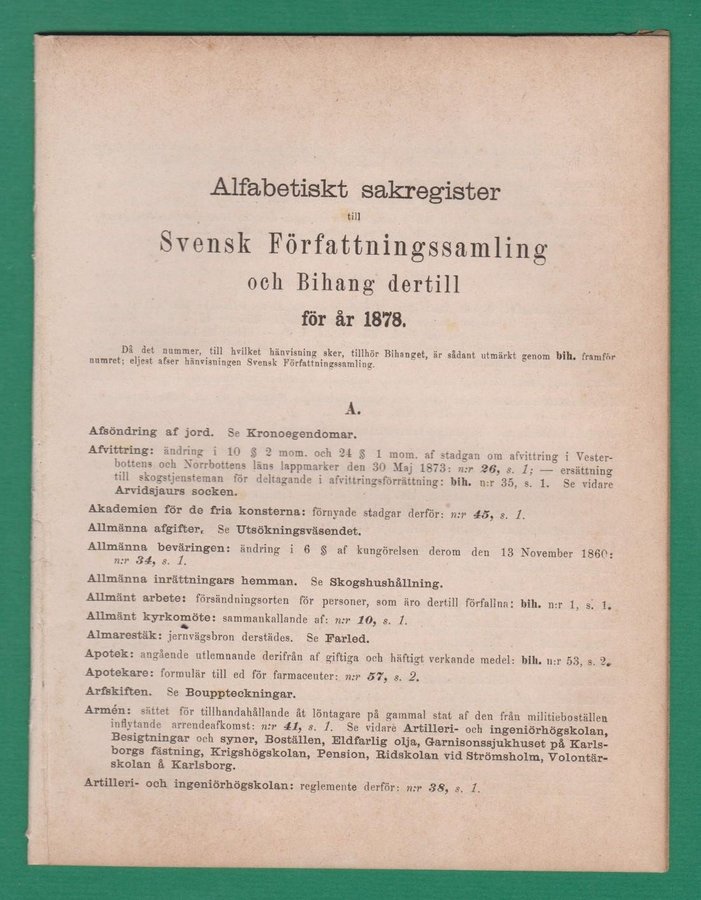 Alfabetiskt sakregister
till
Svensk Författningssamling
och Bihang dertill
för år 1878.
Då det nummer, till hvilket hänvisning sker, tillhör Bihanget, är sådant utmärkt genom bih. framför
numret; eljest afser hänvisningen Svensk Författningssamling.
A.
Afsöndring af jord. Se Kronoegendomar.
Afvittring: ändring i 10 § 2 mom. och 24 § 1 mom. af stadgan om afvittring i Vester-
bottens och Norrbottens läns lappmarker den 30 Maj 1873: n:r 26, s. 1; — ersättning
till skogstjensteman för deltagande i afvittringsförrättning: bih. n:r 35, s. 1. Se vidare
Arvidsjaurs socken.
Akademien för de fria konsterna: förnyade stadgar derför: n:r 45, s. 1.
Allmänna afgifter, Se Utsökningsväsendet.
Allmänna beväringen: ändring i 6 § af kungörelsen derom den 13 November 1860:
n:r 34, s. 1.
Allmänna inrättningars hemman. Se Skogshushållning.
Allmänt arbete: försändningsorten för personer, som äro dertill förfallna: bih. n:r 1, s. 1.
Allmänt kyrkomöte: sammankallande af: n:r 10, s. 1.
Almarestäk: jernvägsbron derstädes. Se Farled.
Apotek: angående utlemnande derifrån af giftiga och häftigt verkande medel: bih. n:r 53, s. 2.
Apotekare: formulär till ed för farmaceuter: n:r 57, s. 2.
Arfskiften. Se Bouppteckningar.
Armén: sättet för tillhandahållande åt löntagare på gammal stat af den från militieboställen
inflytande arrendeafkomst: n:r 41, s. 1. Se vidare Artilleri- och ingeniörhögskolan,
Besigtningar och syner, Boställen, Eldfarlig olja, Garnisonssjukhuset på Karls-
borgs fästning, Krigshögskolan, Pension, Ridskolan vid Strömsholm, Volontär-
skolan å Karlsborg.
Artilleri- och ingeniörhögskolan: reglemente derför: n:r 38, s. 1.